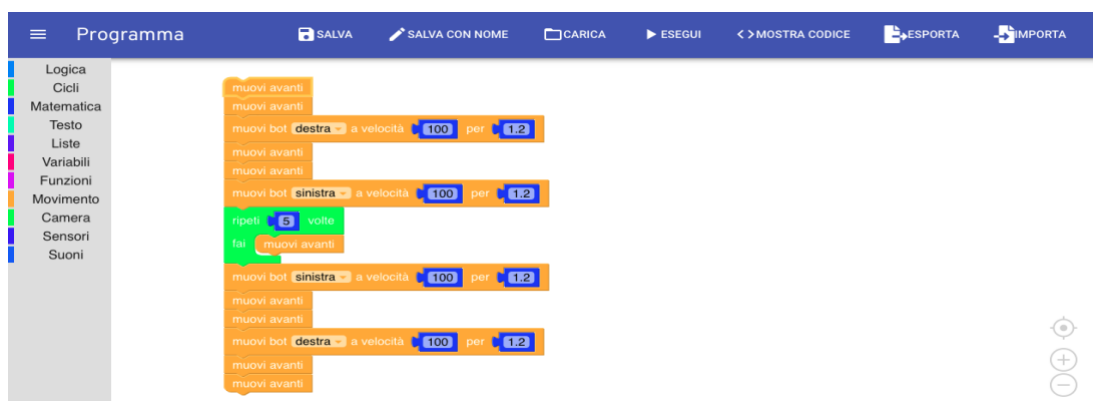 Programma SALVA SALVA CON NOME CARICA ESEGUI <> MOSTRA CODICE ESPORTA IMPORTA
Logica
Cicli
Matematica
Testo
Liste
Variabili
Funzioni
Movimento
Camera
Sensori
Suoni
muovi avanti
muovi avanti
muovi bot destra a velocità 100 per 1.2
muovi avanti
muovi avanti
muovi bot sinistra a velocità 100 per 1.2
ripeti 5 volte
fai muovi avanti
muovi bot sinistra a velocità 100 per 1.2
muovi avanti
muovi avanti
muovi bot destra a velocità 100 per 1.2
muovi avanti
muovi avanti